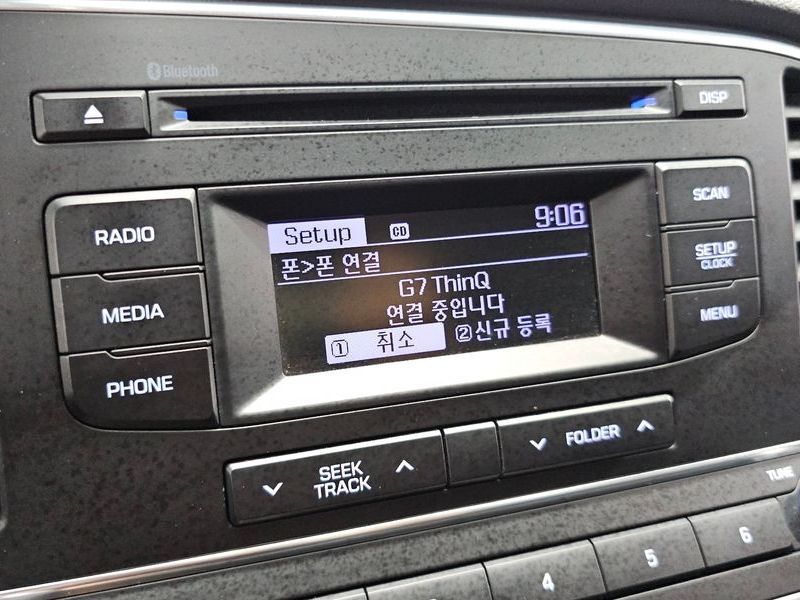 Bluetooth
DISP
RADIO
MEDIA
PHONE
Setup CD 9:06
폰>폰 연결
G7 ThinQ
연결 중입니다
1 취소 2 신규 등록
SCAN
SETUP
CLOCK
MENU
SEEK
TRACK
FOLDER
TUNE
4 5 6